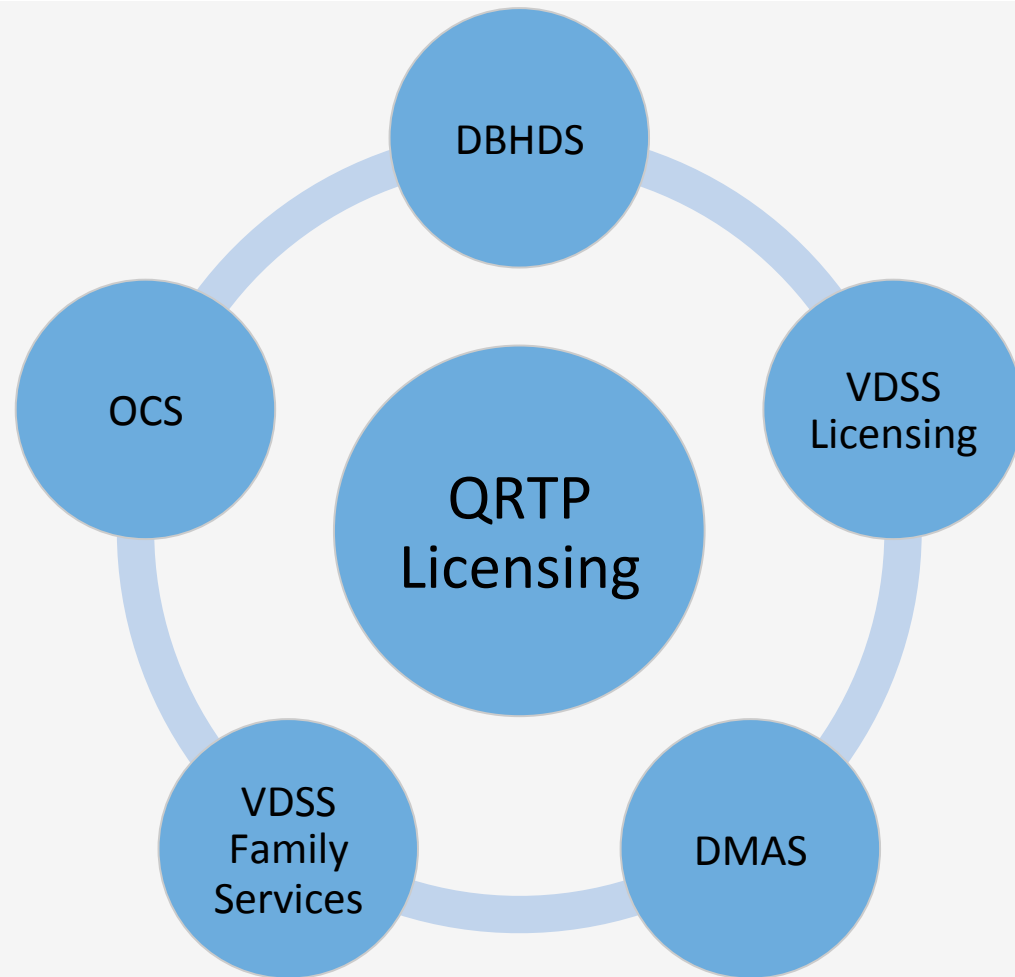 DBHDS
OCS
VDSS
Licensing
QRTP
Licensing
VDSS
Family
Services
DMAS